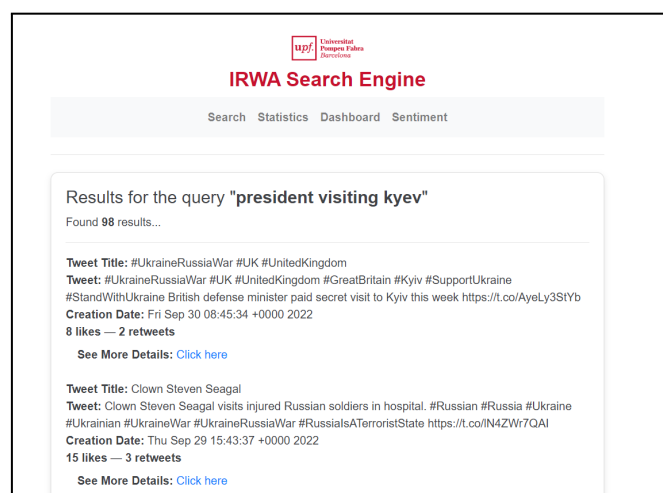 upf. Universitat
Pompeu Fabra
Barcelona
IRWA Search Engine
Search Statistics Dashboard Sentiment
Results for the query "president visiting kyev"
Found 98 results...
Tweet Title: #UkraineRussiaWar #UK #UnitedKingdom
Tweet: #UkraineRussiaWar #UK #UnitedKingdom #GreatBritain #Kyiv #SupportUkraine
#StandWithUkraine British defense minister paid secret visit to Kyiv this week https://t.co/AyeLy3StYb
Creation Date: Fri Sep 30 08:45:34 +0000 2022
8 likes — 2 retweets
See More Details: Click here
Tweet Title: Clown Steven Seagal
Tweet: Clown Steven Seagal visits injured Russian soldiers in hospital. #Russian #Russia #Ukraine
#Ukrainian #UkraineWar #UkraineRussiaWar #RussiaIsATerroristState https://t.co/lN4ZWr7QAI
Creation Date: Thu Sep 29 15:43:37 +0000 2022
15 likes — 3 retweets
See More Details: Click here